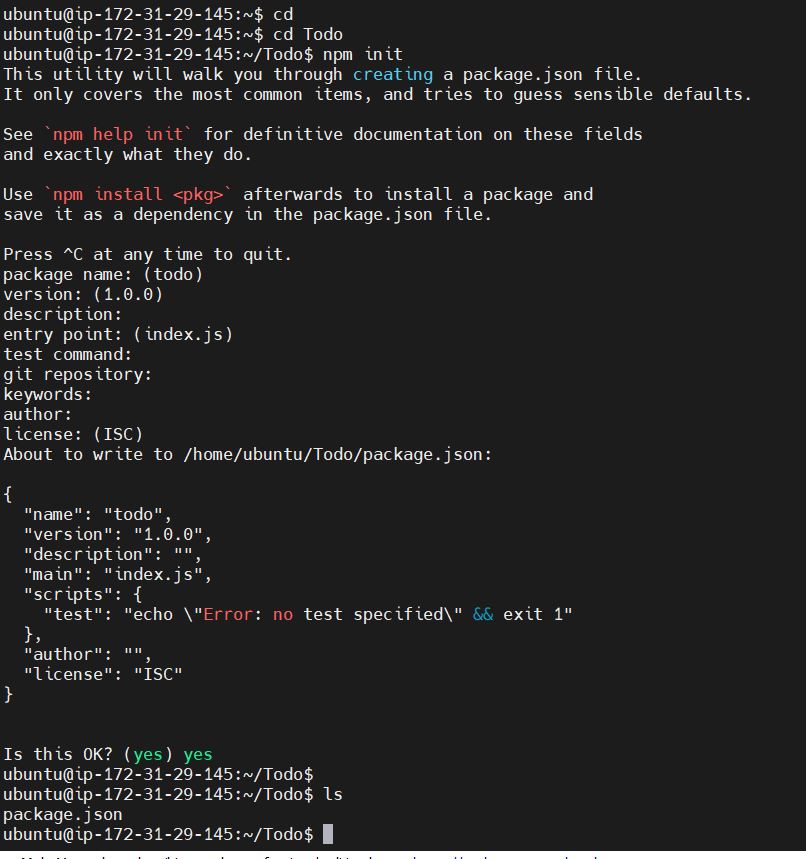 ubuntu@ip-172-31-29-145:~$ cd
ubuntu@ip-172-31-29-145:~$ cd Todo
ubuntu@ip-172-31-29-145:~/Todo$ npm init
This utility will walk you through creating a package.json file.
It only covers the most common items, and tries to guess sensible defaults.

See `npm help init` for definitive documentation on these fields
and exactly what they do.

Use `npm install <pkg>` afterwards to install a package and
save it as a dependency in the package.json file.

Press ^C at any time to quit.
package name: (todo)
version: (1.0.0)
description:
entry point: (index.js)
test command:
git repository:
keywords:
author:
license: (ISC)
About to write to /home/ubuntu/Todo/package.json:

{
  "name": "todo",
  "version": "1.0.0",
  "description": "",
  "main": "index.js",
  "scripts": {
    "test": "echo \"Error: no test specified\" && exit 1"
  },
  "author": "",
  "license": "ISC"
}


Is this OK? (yes) yes
ubuntu@ip-172-31-29-145:~/Todo$
ubuntu@ip-172-31-29-145:~/Todo$ ls
package.json
ubuntu@ip-172-31-29-145:~/Todo$